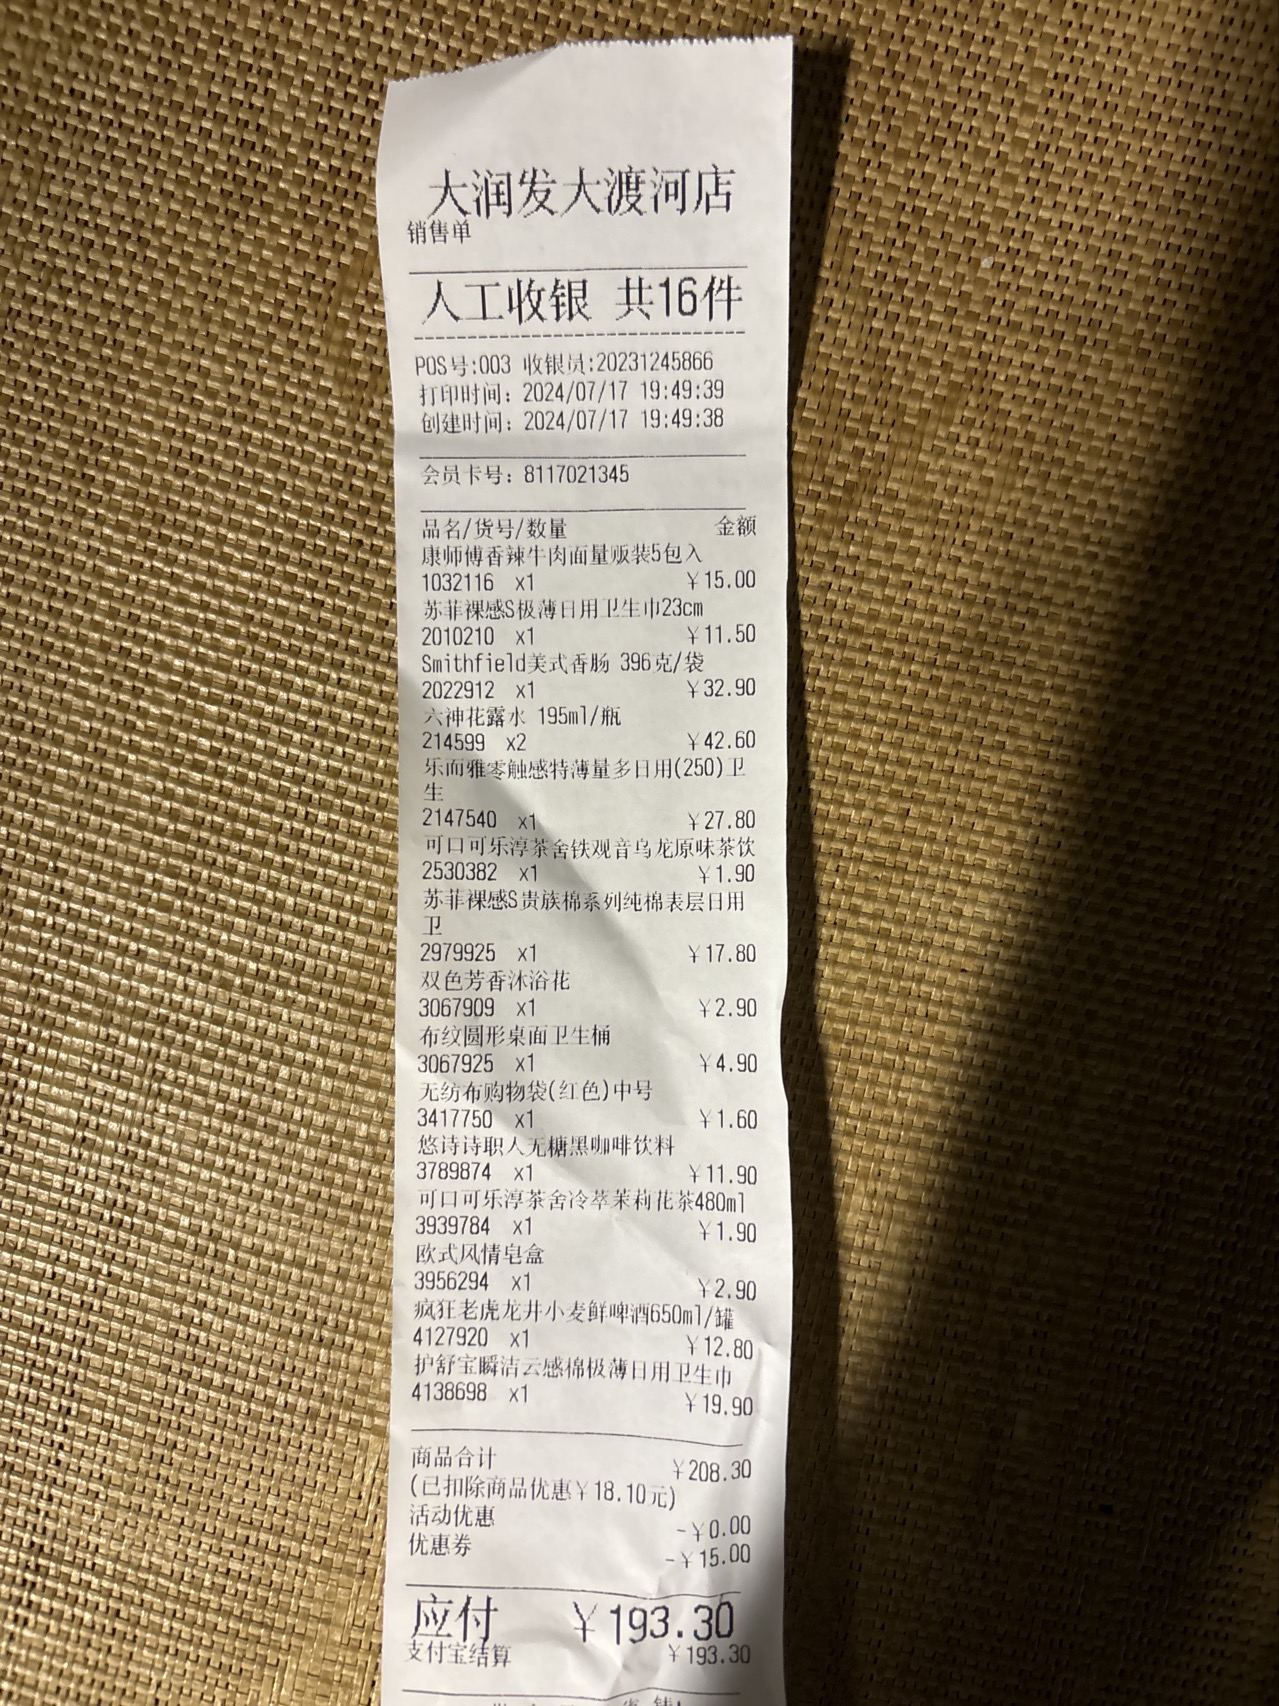 大润发大渡河店
销售单
人工收银 共16件
POS号:003 收银员:20231245866
打印时间: 2024/07/17 19:49:39
创建时间: 2024/07/17 19:49:38
会员卡号: 8117021345
品名/货号/数量 金额
康师傅香辣牛肉面量贩装5包入
1032116 x1 ¥15.00
苏菲裸感S极薄日用卫生巾23cm
2010210 x1 ¥11.50
Smithfield美式香肠 396克/袋
2022912 x1 ¥32.90
六神花露水 195ml/瓶
214599 x2 ¥42.60
乐而雅零触感特薄量多日用(250)卫
生
2147540 x1 ¥27.80
可口可乐淳茶舍铁观音乌龙原味茶饮
2530382 x1 ¥1.90
苏菲裸感S贵族棉系列纯棉表层日用
卫
2979925 x1 ¥17.80
双色芳香沐浴花
3067909 x1 ¥2.90
布纹圆形桌面卫生桶
3067925 x1 ¥4.90
无纺布购物袋(红色)中号
3417750 x1 ¥1.60
悠诗诗职人无糖黑咖啡饮料
3789874 x1 ¥11.90
可口可乐淳茶舍冷萃茉莉花茶480ml
3939784 x1 ¥1.90
欧式风情皂盒
3956294 x1 ¥2.90
疯狂老虎龙井小麦鲜啤酒650ml/罐
4127920 x1 ¥12.80
护舒宝瞬洁云感棉极薄日用卫生巾
4138698 x1 ¥19.90
商品合计 ¥208.30
(已扣除商品优惠¥18.10元)
活动优惠 -¥0.00
优惠券 -¥15.00
应付 ¥193.30
支付宝结算 ¥193.30